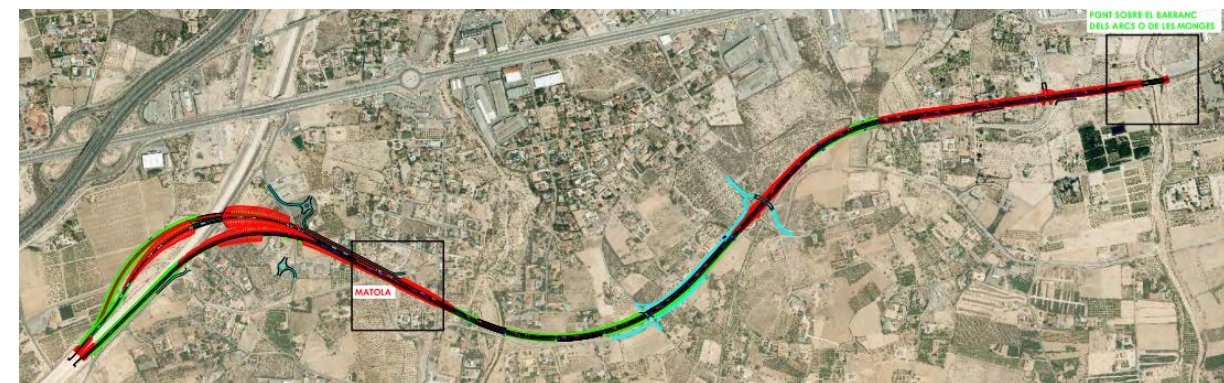 PONT SOBRE EL BARRANC
DELS ARCS O DE LES MONGES
MATOLA